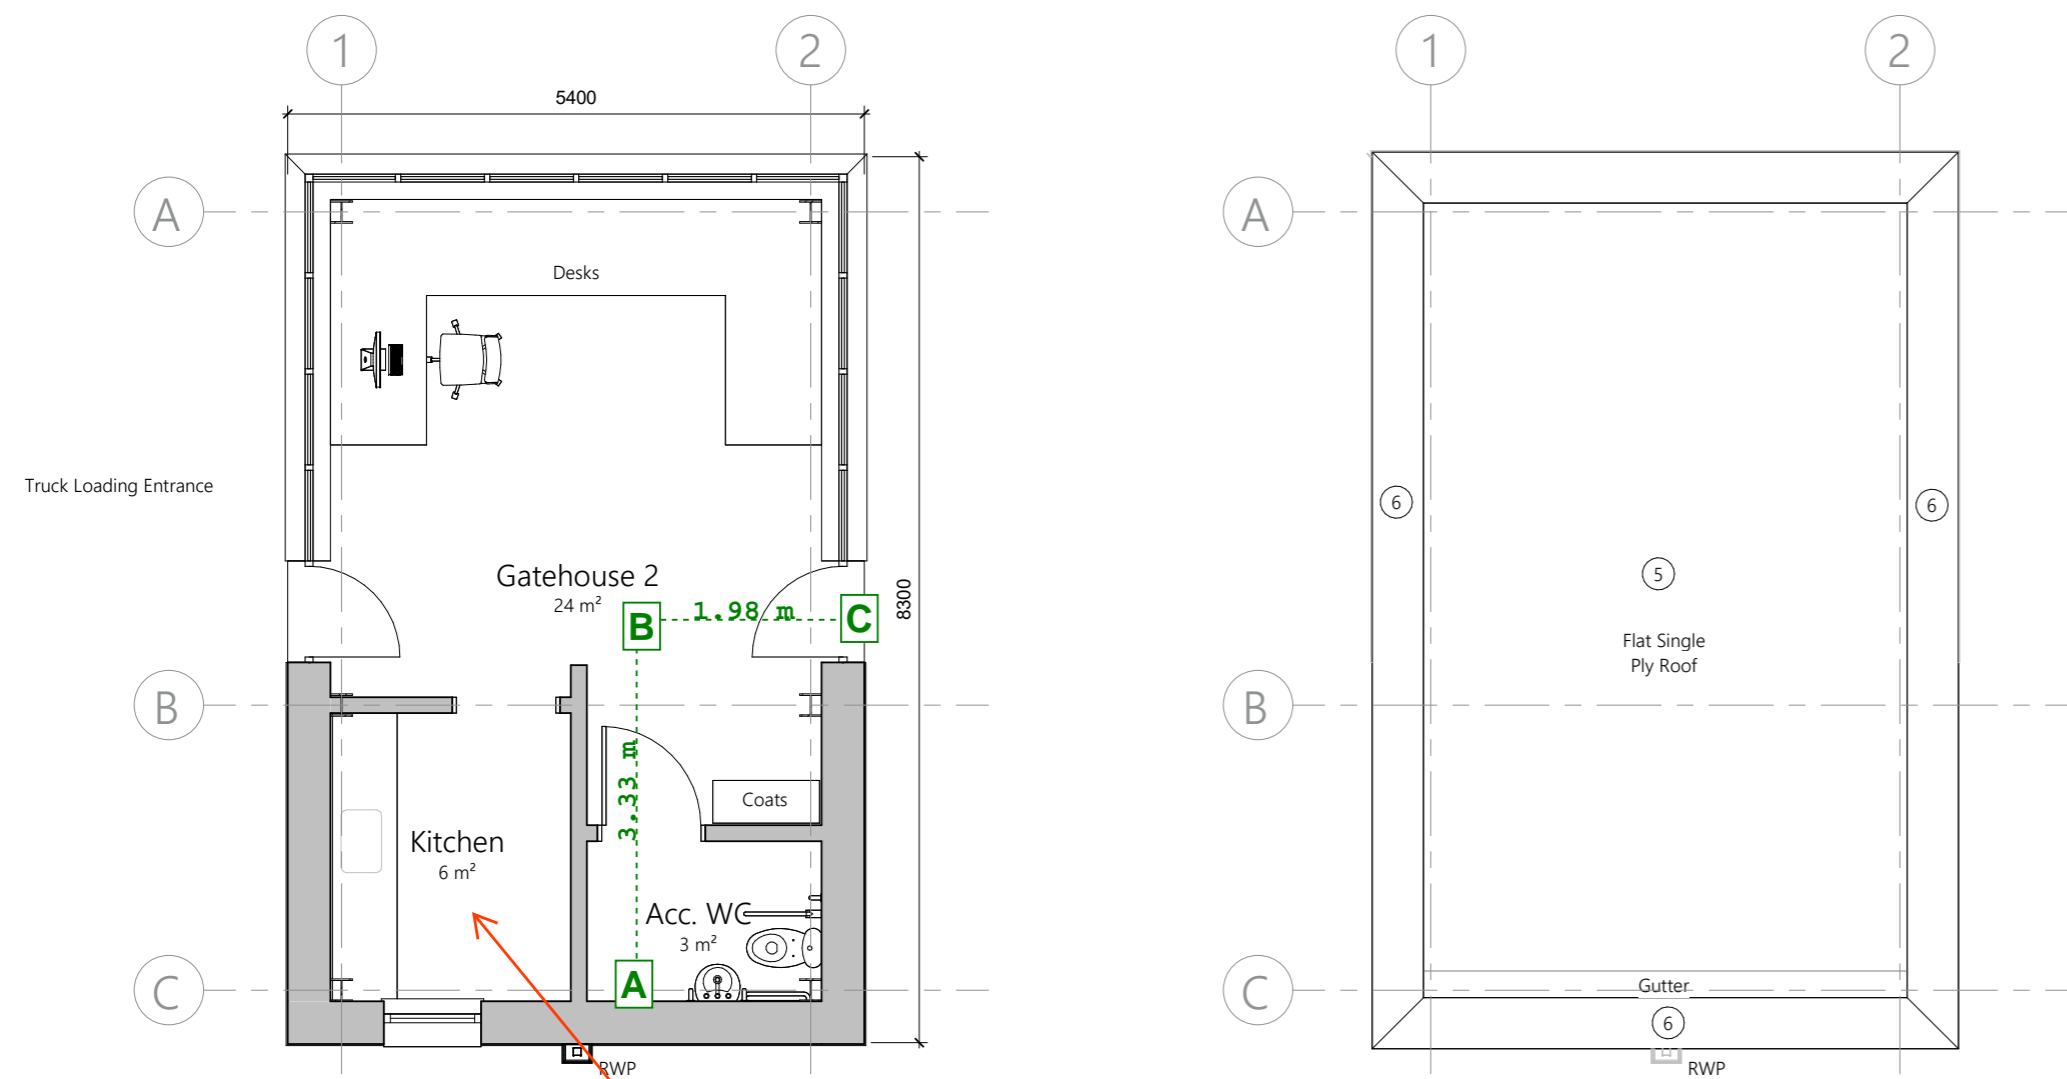 1
2
1
2
5400
A
A
Desks
Truck Loading Entrance
6
6
Gatehouse 2
24 m²
B
1.98 m
C
8300
5
Flat Single
Ply Roof
B
B
3.33 m
Coats
Kitchen
6 m²
Acc. WC
3 m²
A
C
C
Gutter
6
RWP
RWP